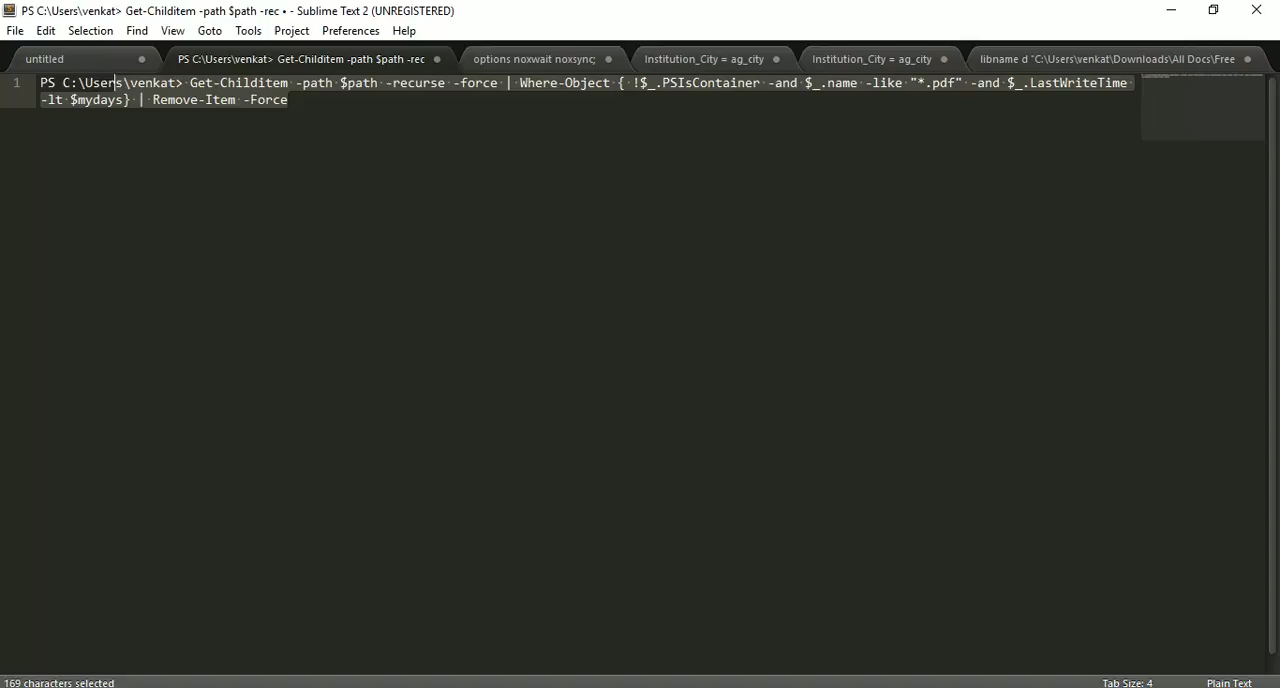 PS C:\Users\venkat> Get-Childitem -path $path -rec • - Sublime Text 2 (UNREGISTERED)
File Edit Selection Find View Goto Tools Project Preferences Help
untitled PS C:\Users\venkat> Get-Childitem -path $path -rec options noxwait noxsync; Institution_City = ag_city Institution_City = ag_city libname d "C:\Users\venkat\Downloads\All Docs\Free
1 PS C:\Users\venkat> Get-Childitem -path $path -recurse -force | Where-Object { !$_.PSIsContainer -and $_.name -like "*.pdf" -and $_.LastWriteTime
-lt $mydays} | Remove-Item -Force
169 characters selected Tab Size: 4 Plain Text